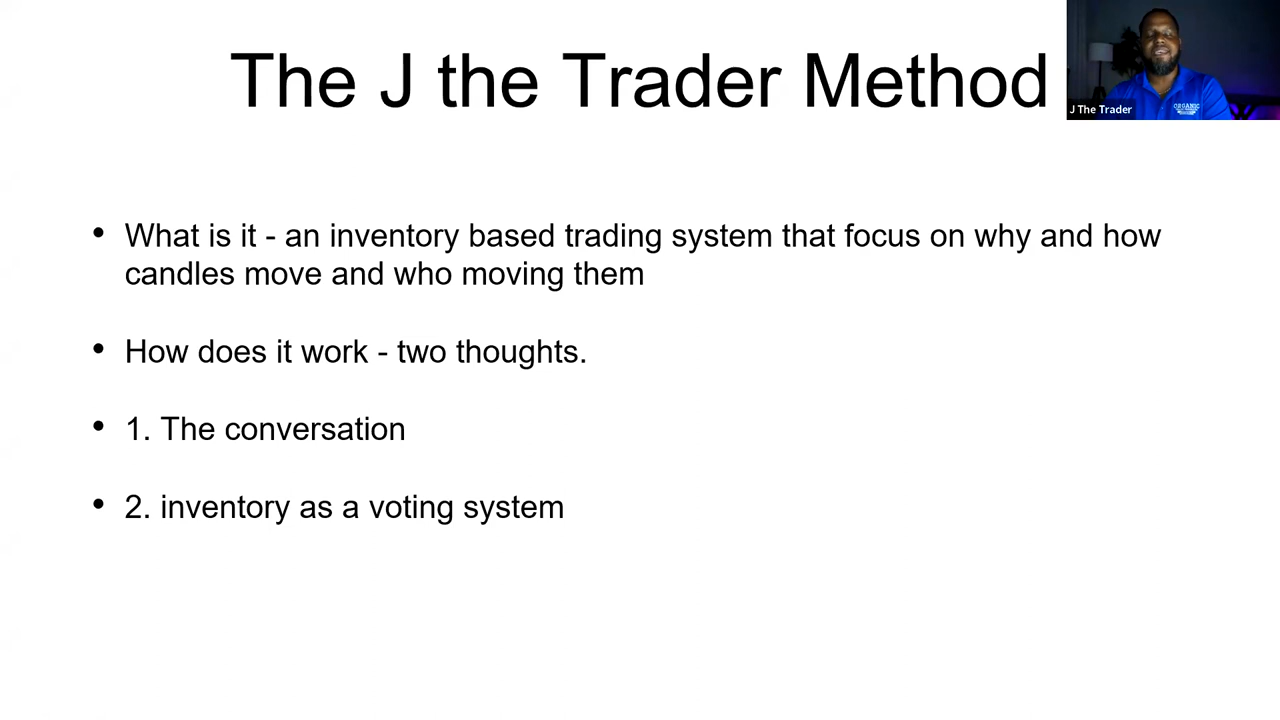 The J the Trader Method
J The Trader
ORGANIC
• What is it - an inventory based trading system that focus on why and how
candles move and who moving them
• How does it work - two thoughts.
• 1. The conversation
• 2. inventory as a voting system